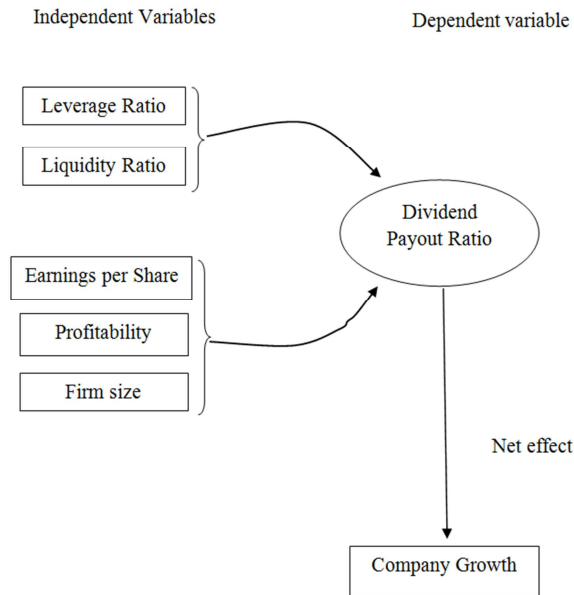 Independent Variables
Dependent variable
Leverage Ratio
Liquidity Ratio
Dividend
Payout Ratio
Earnings per Share
Profitability
Firm size
Net effect
Company Growth